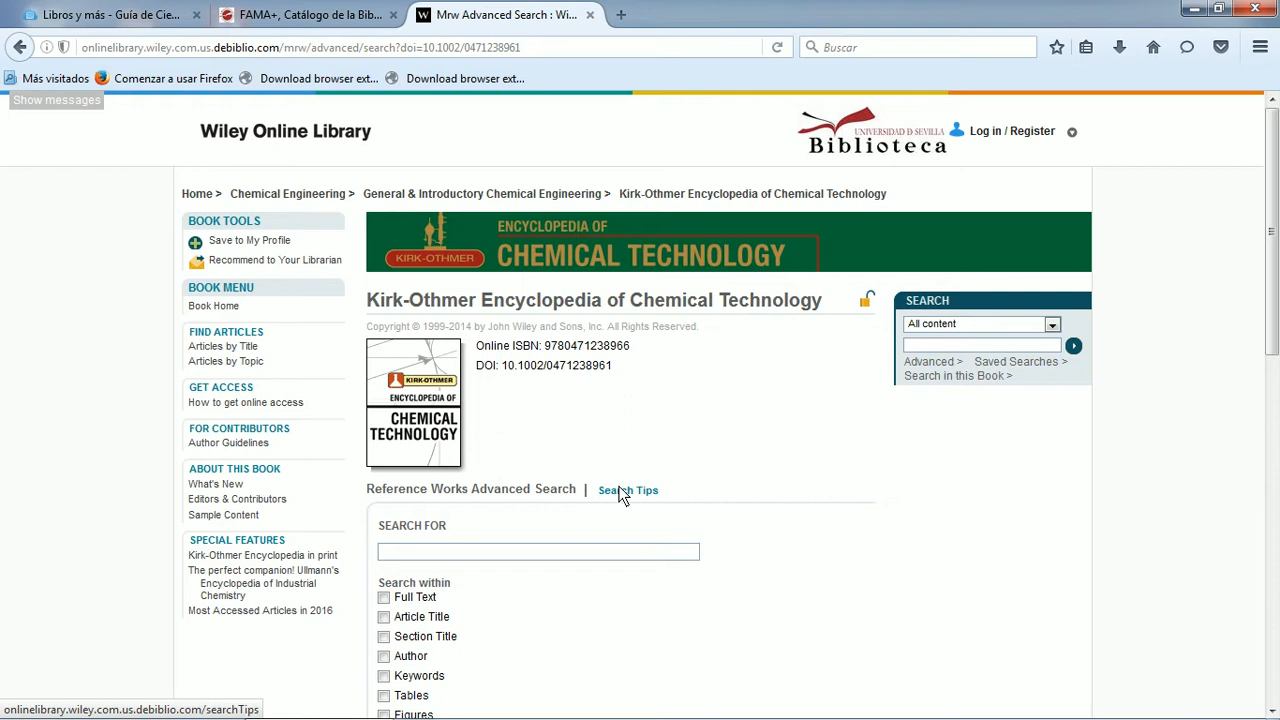 Libros y más - Guía de Cie...
FAMA+, Catálogo de la Bib...
W Mrw Advanced Search : Wi...
onlinelibrary.wiley.com.us.debiblio.com/mrw/advanced/search?doi=10.1002/0471238961
Buscar
Más visitados
Comenzar a usar Firefox
Download browser ext...
Download browser ext...
Show messages
Wiley Online Library
UNIVERSIDAD D SEVILLA
Biblioteca
Log in / Register
Home > Chemical Engineering > General & Introductory Chemical Engineering > Kirk-Othmer Encyclopedia of Chemical Technology
BOOK TOOLS
Save to My Profile
Recommend to Your Librarian
BOOK MENU
Book Home
FIND ARTICLES
Articles by Title
Articles by Topic
GET ACCESS
How to get online access
FOR CONTRIBUTORS
Author Guidelines
ABOUT THIS BOOK
What's New
Editors & Contributors
Sample Content
SPECIAL FEATURES
Kirk-Othmer Encyclopedia in print
The perfect companion! Ullmann's
Encyclopedia of Industrial
Chemistry
Most Accessed Articles in 2016
KIRK-OTHMER
ENCYCLOPEDIA OF
CHEMICAL TECHNOLOGY
Kirk-Othmer Encyclopedia of Chemical Technology
Copyright © 1999-2014 by John Wiley and Sons, Inc. All Rights Reserved.
KIRK-OTHMER
ENCYCLOPEDIA OF
CHEMICAL
TECHNOLOGY
Online ISBN: 9780471238966
DOI: 10.1002/0471238961
SEARCH
All content
Advanced > Saved Searches >
Search in this Book >
Reference Works Advanced Search | Search Tips
SEARCH FOR
Search within
Full Text
Article Title
Section Title
Author
Keywords
Tables
Figures
onlinelibrary.wiley.com.us.debiblio.com/searchTips